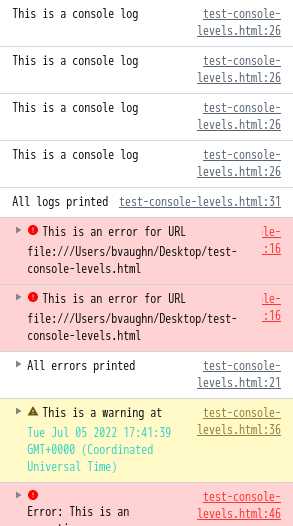 This is a console log test-console-
levels.html:26
This is a console log test-console-
levels.html:26
This is a console log test-console-
levels.html:26
This is a console log test-console-
levels.html:26
All logs printed test-console-levels.html:31
This is an error for URL le-
file:///Users/bvaughn/Desktop/test- :16
console-levels.html
This is an error for URL le-
file:///Users/bvaughn/Desktop/test- :16
console-levels.html
All errors printed test-console-
levels.html:21
This is a warning at test-console-
Tue Jul 05 2022 17:41:39 levels.html:36
GMT+0000 (Coordinated
Universal Time)
test-console-
Error: This is an levels.html:46